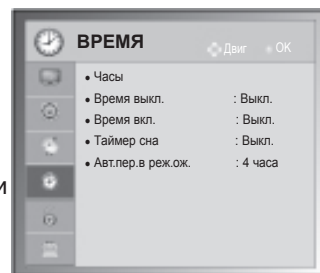 ВРЕМЯ
Двиг OK
• Часы
• Время выкл. : Выкл.
• Время вкл. : Выкл.
• Таймер сна : Выкл.
• Авт.пер.в реж.ож. : 4 часа
и